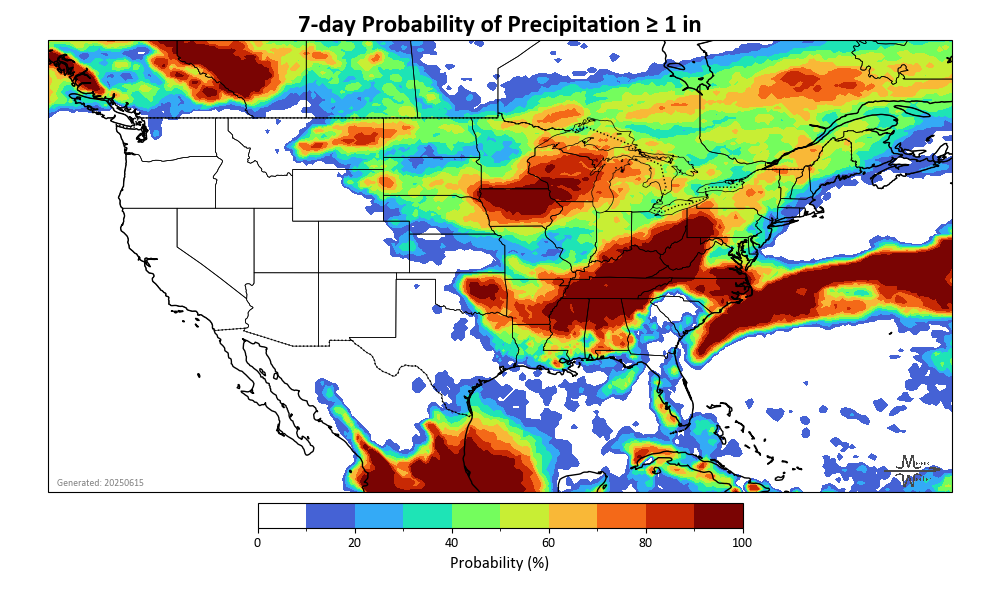 7-day Probability of Precipitation ≥ 1 in
Generated: 20250615
0 20 40 60 80 100
Probability (%)